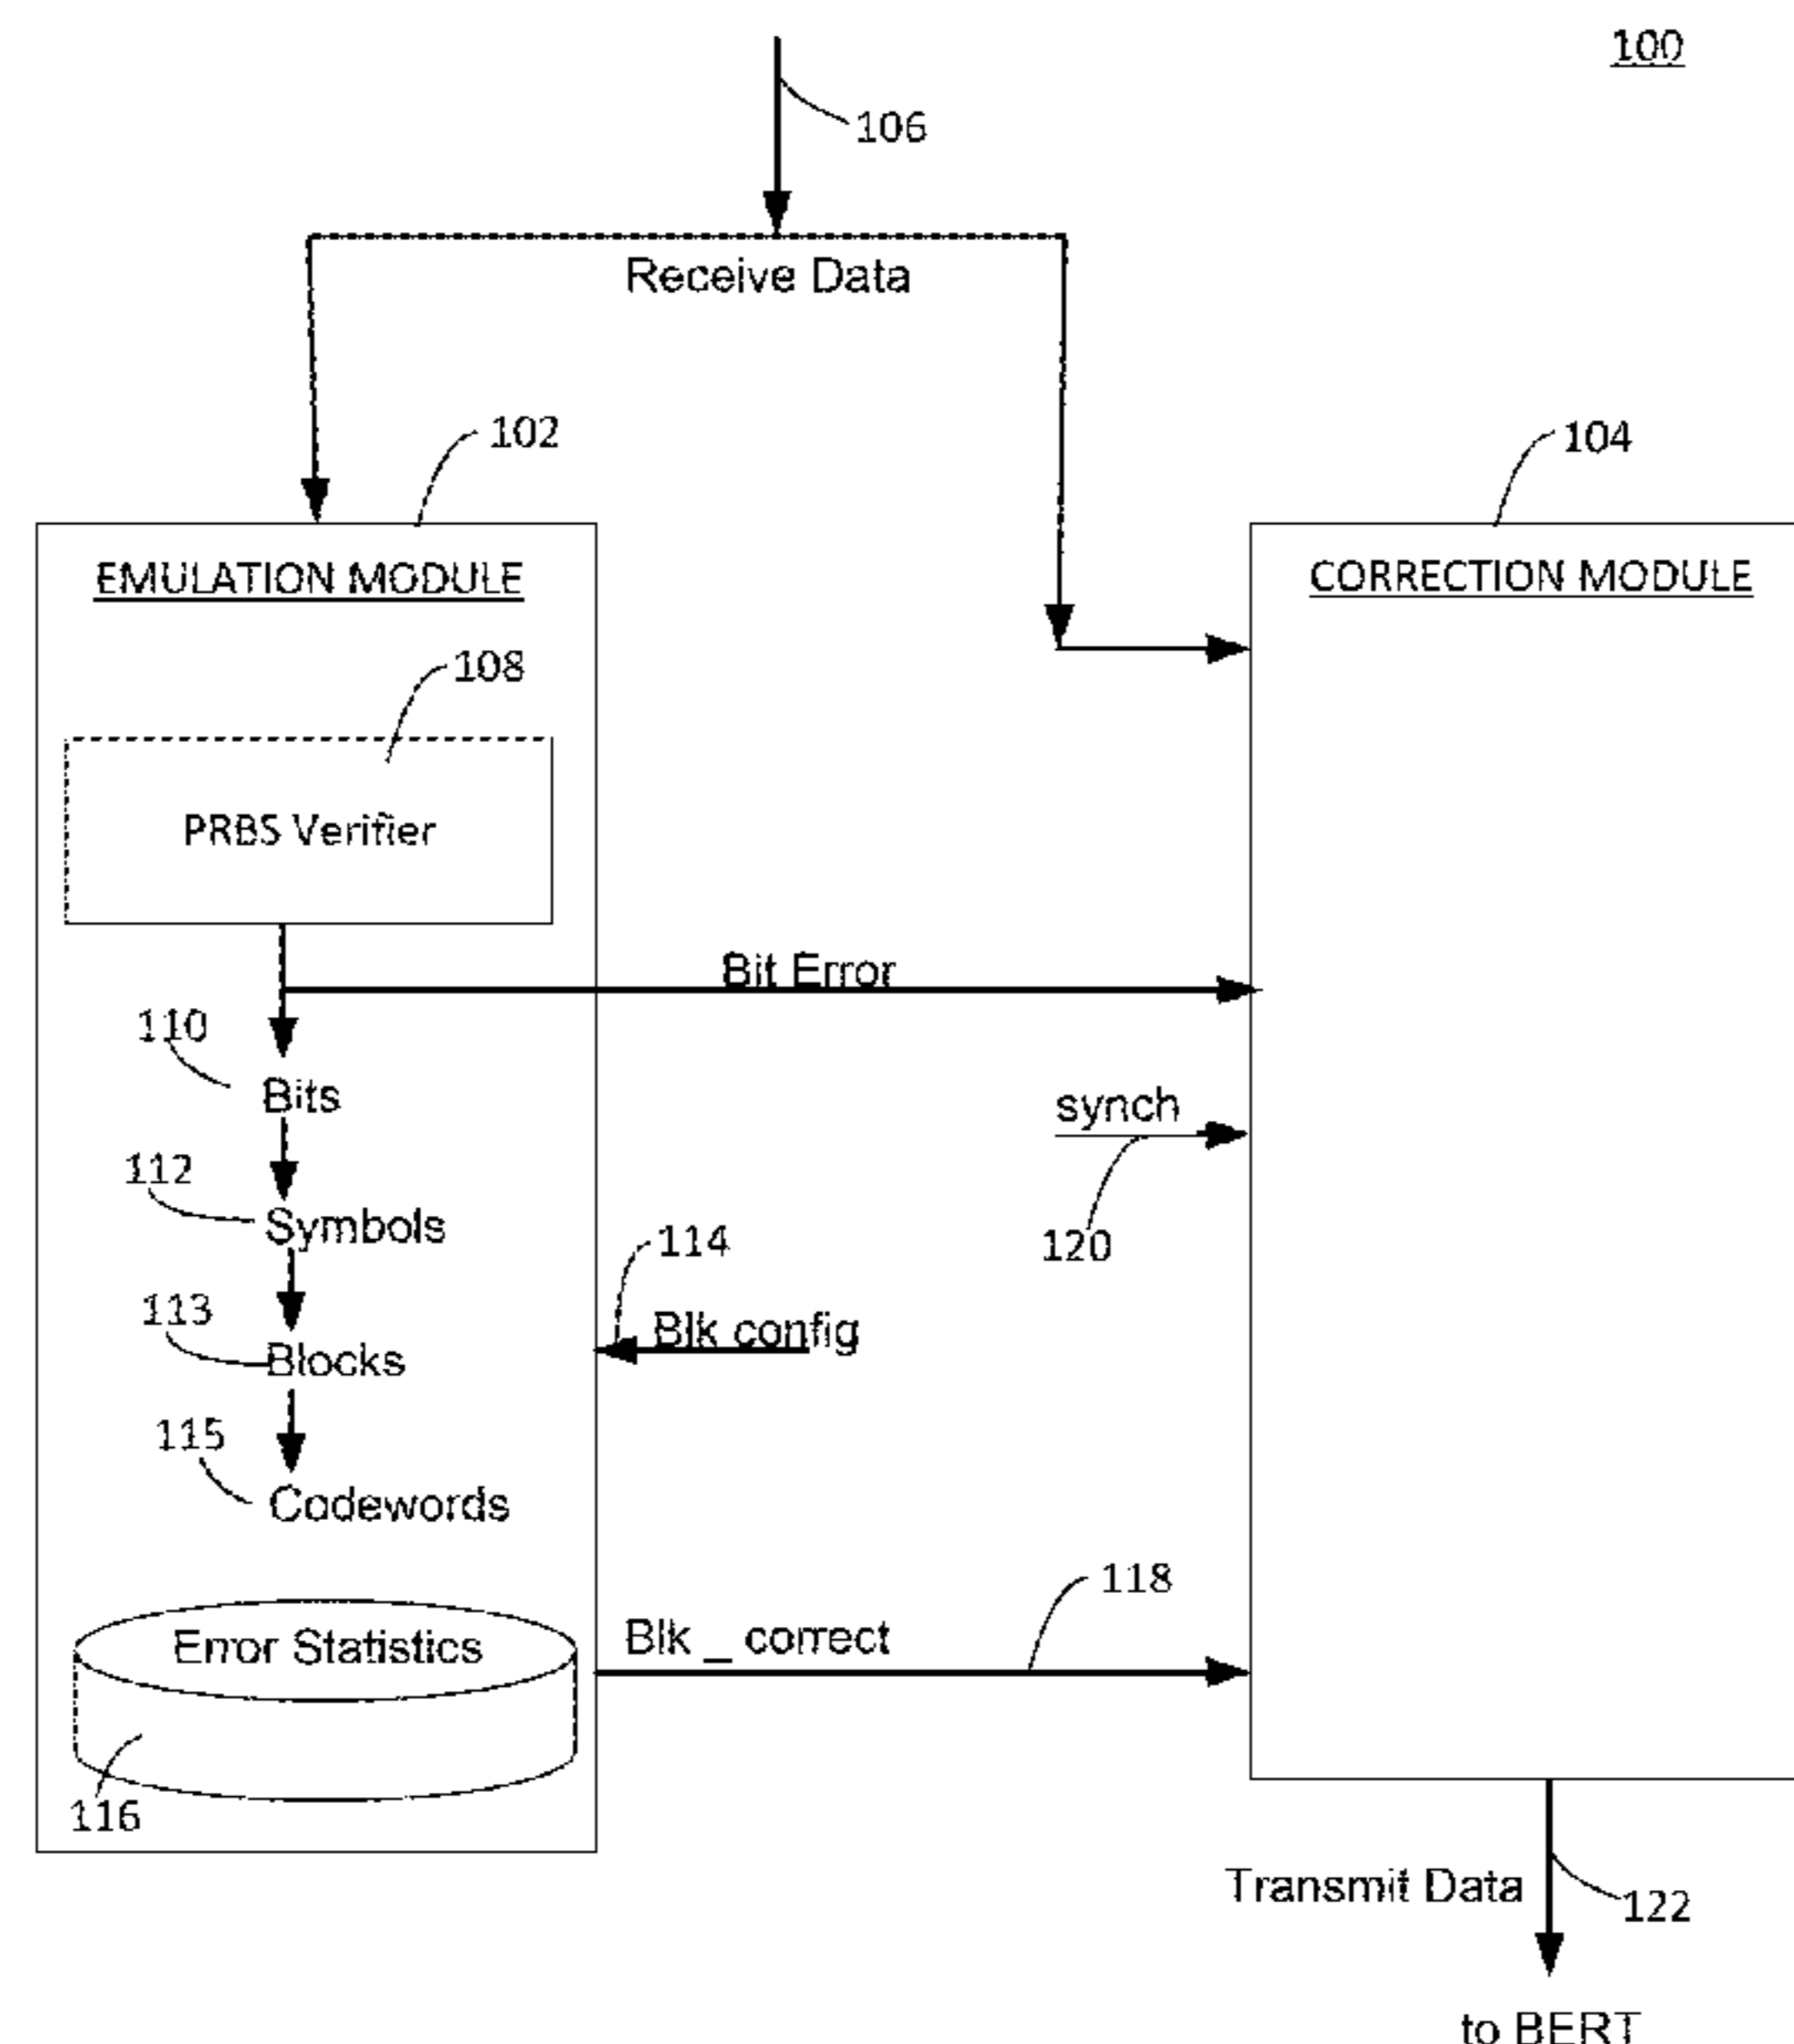 100
106
Receive Data
102
104
EMULATION MODULE
CORRECTION MODULE
108
PRBS Verifier
Bit Error
110
Bits
synch
112
Symbols
120
114
113
Blk config
Blocks
115
Codewords
118
Error Statistics
Blk _ correct
116
Transmit Data
122
to BERT